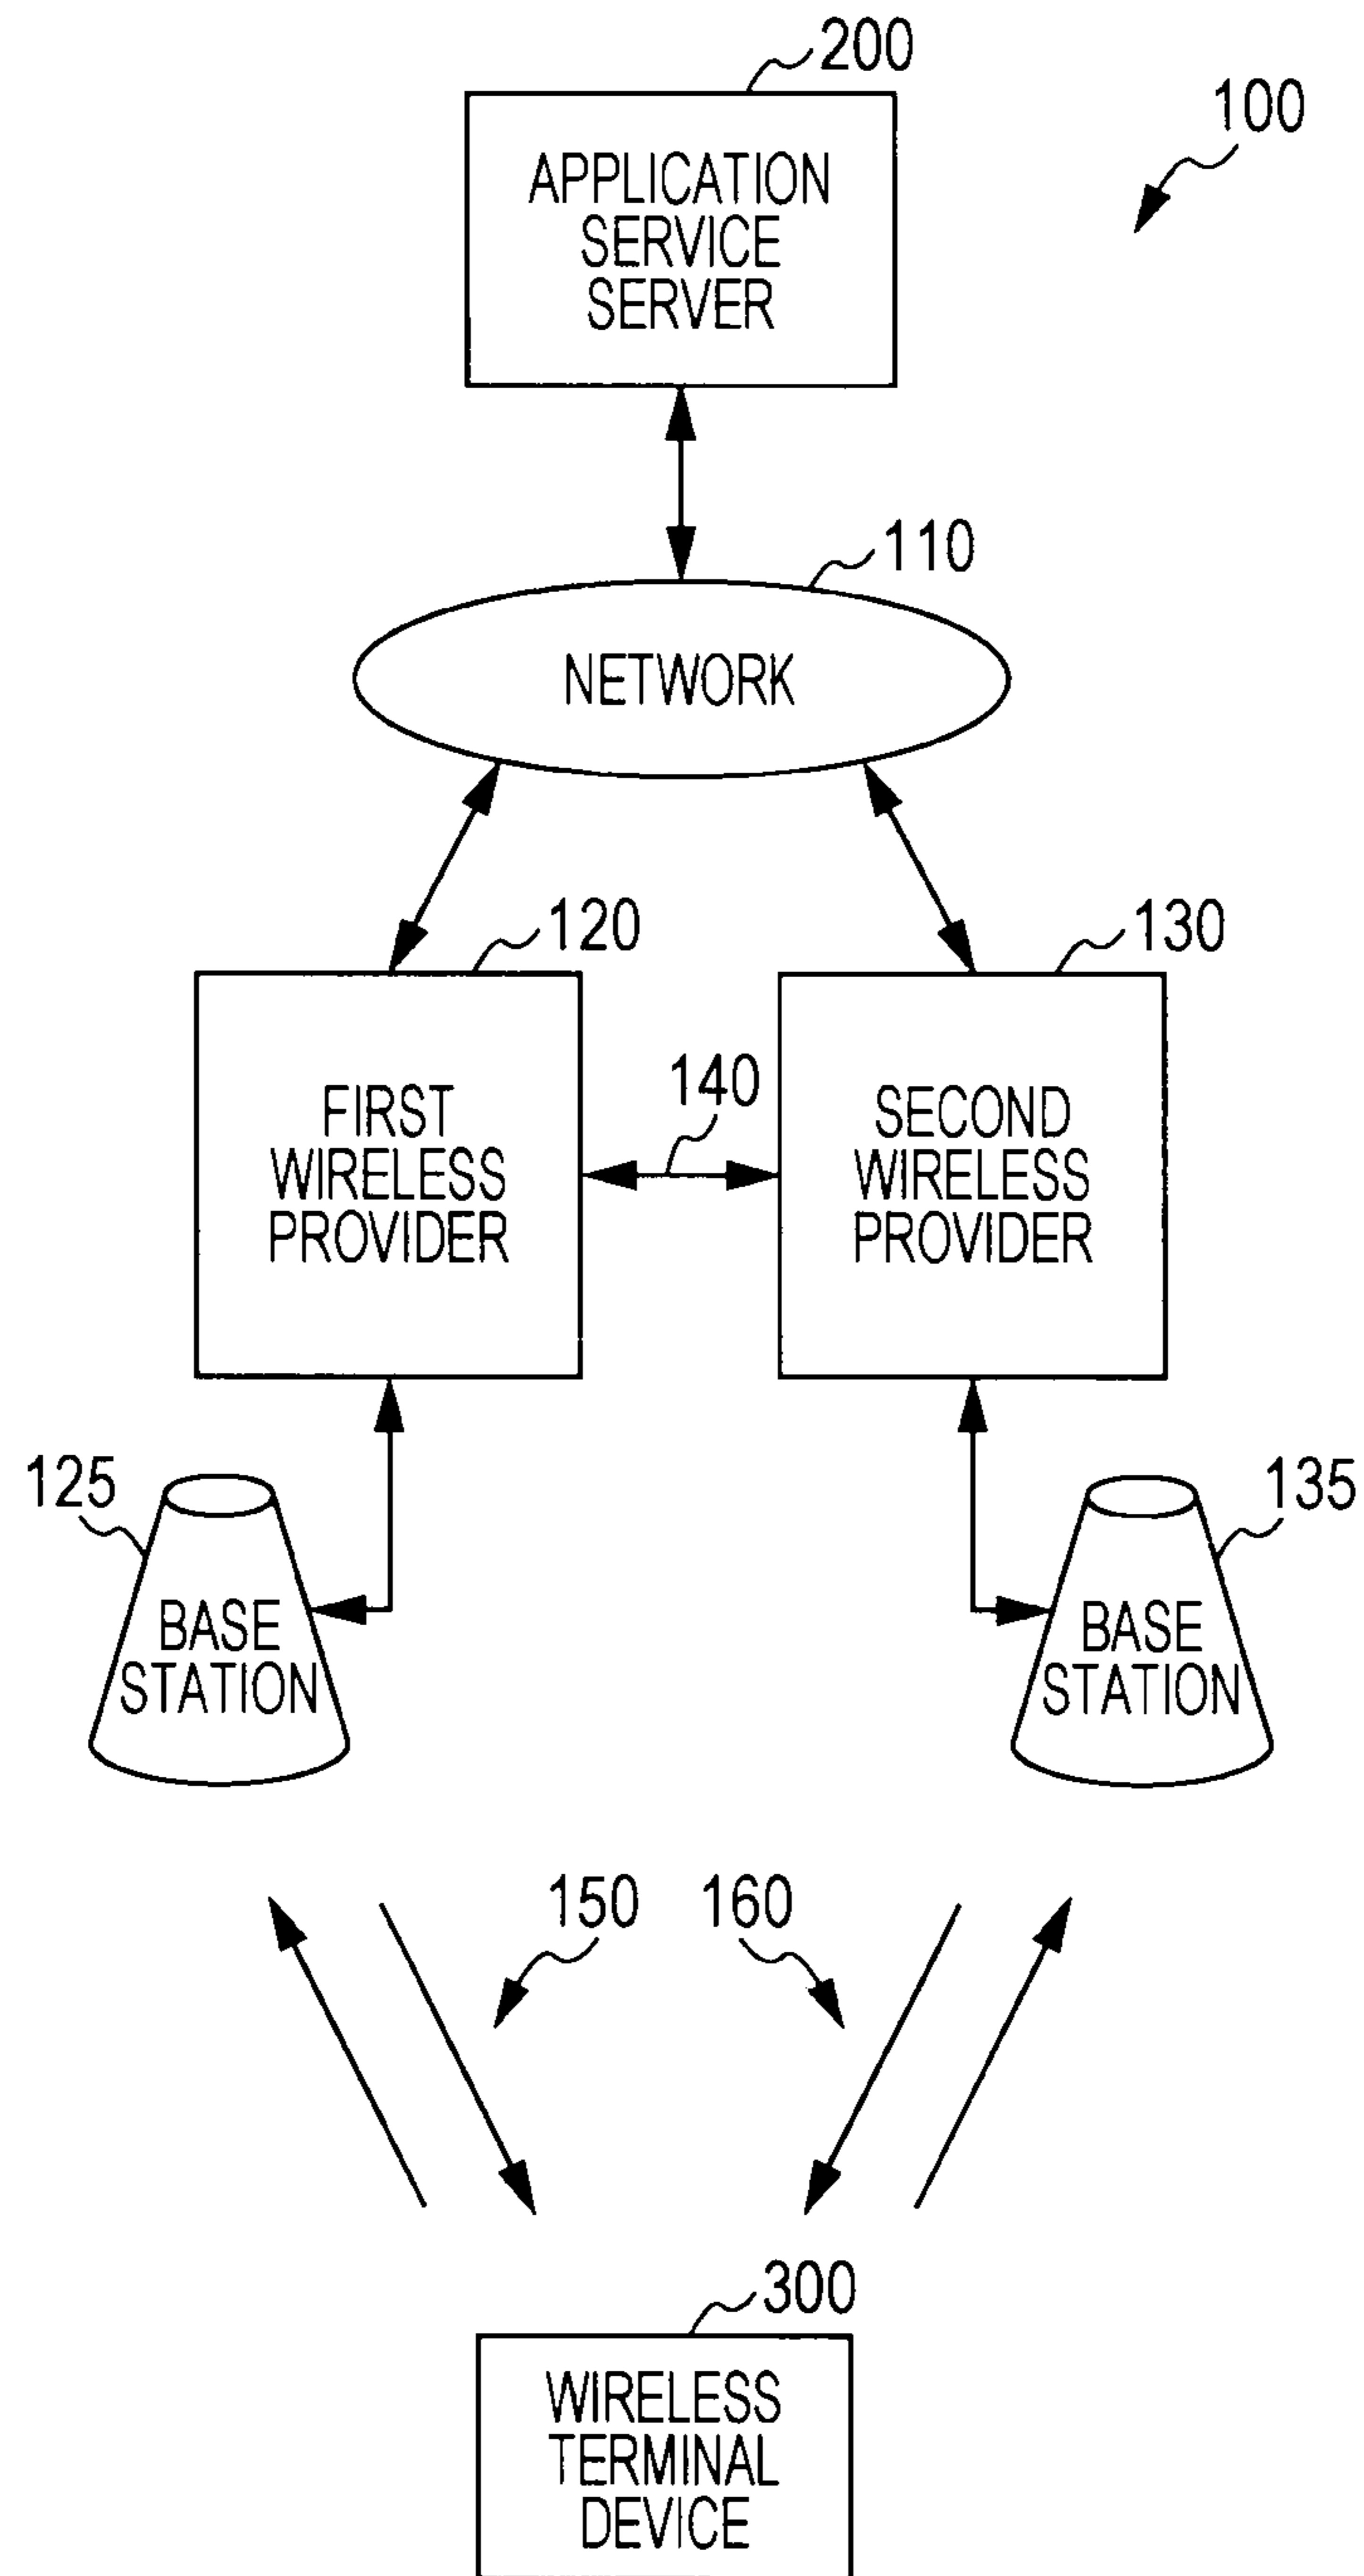 200
100
APPLICATION
SERVICE
SERVER
110
NETWORK
120
130
FIRST
WIRELESS
PROVIDER
140
SECOND
WIRELESS
PROVIDER
125
135
BASE
STATION
BASE
STATION
150
160
300
WIRELESS
TERMINAL
DEVICE